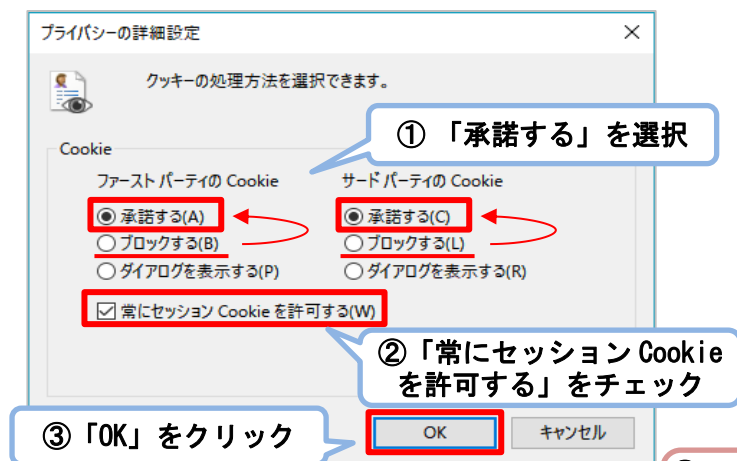 プライバシーの詳細設定
クッキーの処理方法を選択できます。
① 「承諾する」を選択
Cookie
ファースト パーティの Cookie
サード パーティの Cookie
承諾する(A)
承諾する(C)
ブロックする(B)
ブロックする(L)
ダイアログを表示する(P)
ダイアログを表示する(R)
常にセッション Cookie を許可する(W)
②「常にセッション Cookie
を許可する」をチェック
③「OK」をクリック
OK
キャンセル